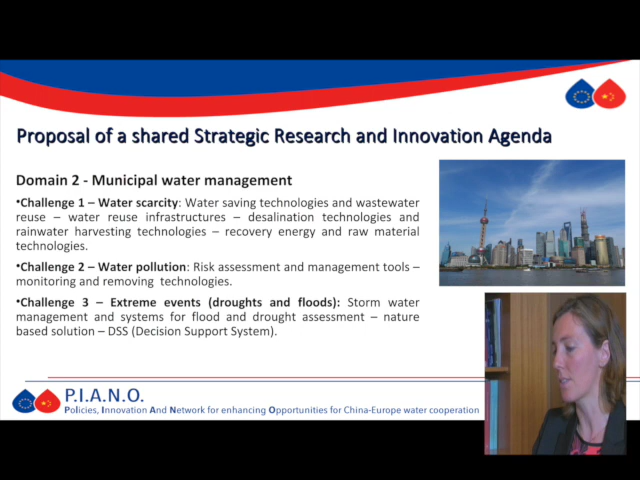 Proposal of a shared Strategic Research and Innovation Agenda
Domain 2 - Municipal water management
•Challenge 1 – Water scarcity: Water saving technologies and wastewater
reuse – water reuse infrastructures – desalination technologies and
rainwater harvesting technologies – recovery energy and raw material
technologies.
•Challenge 2 – Water pollution: Risk assessment and management tools –
monitoring and removing technologies.
•Challenge 3 – Extreme events (droughts and floods): Storm water
management and systems for flood and drought assessment – nature
based solution – DSS (Decision Support System).
P.I.A.N.O.
Policies, Innovation And Network for enhancing Opportunities for China-Europe water cooperation